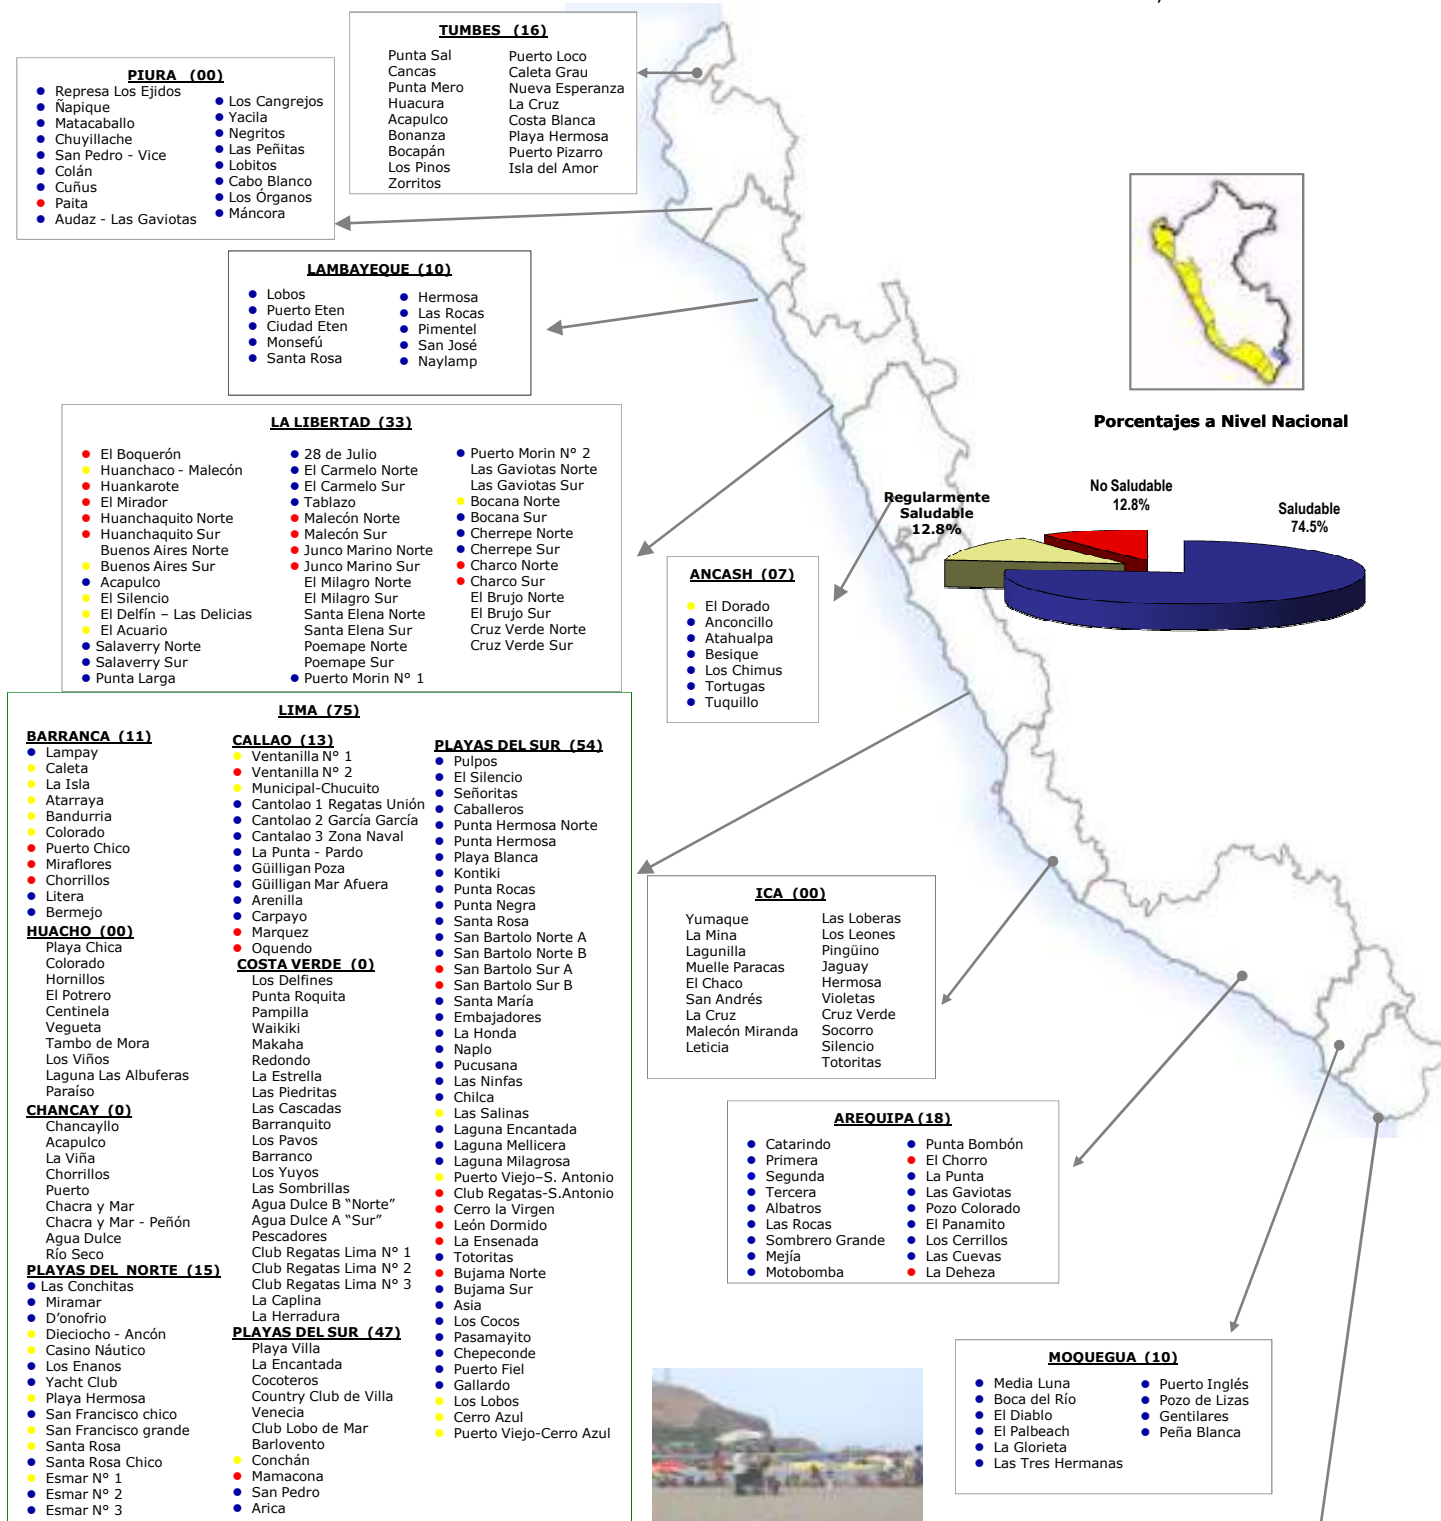 TUMBES (16)
Punta Sal
Cancas
Punta Mero
Huacura
Acapulco
Bonanza
Bocapán
Los Pinos
Zorritos
Puerto Loco
Caleta Grau
Nueva Esperanza
La Cruz
Costa Blanca
Playa Hermosa
Puerto Pizarro
Isla del Amor
PIURA (00)
Represa Los Ejidos
Ñapique
Matacaballo
Chuyillache
San Pedro - Vice
Colán
Cuñus
Paita
Audaz - Las Gaviotas
Los Cangrejos
Yacila
Negritos
Las Peñitas
Lobitos
Cabo Blanco
Los Órganos
Máncora
LAMBAYEQUE (10)
Lobos
Puerto Eten
Ciudad Eten
Monsefú
Santa Rosa
Hermosa
Las Rocas
Pimentel
San José
Naylamp
LA LIBERTAD (33)
El Boquerón
Huanchaco - Malecón
Huankarote
El Mirador
Huanchaquito Norte
Huanchaquito Sur
Buenos Aires Norte
Buenos Aires Sur
Acapulco
El Silencio
El Delfín – Las Delicias
El Acuario
Salaverry Norte
Salaverry Sur
Punta Larga
28 de Julio
El Carmelo Norte
El Carmelo Sur
Tablazo
Malecón Norte
Malecón Sur
Junco Marino Norte
Junco Marino Sur
El Milagro Norte
El Milagro Sur
Santa Elena Norte
Santa Elena Sur
Poemape Norte
Poemape Sur
Puerto Morin N° 1
Puerto Morin N° 2
Las Gaviotas Norte
Las Gaviotas Sur
Bocana Norte
Bocana Sur
Cherrepe Norte
Cherrepe Sur
Charco Norte
Charco Sur
El Brujo Norte
El Brujo Sur
Cruz Verde Norte
Cruz Verde Sur
Porcentajes a Nivel Nacional
Regularmente
Saludable
12.8%
No Saludable
12.8%
Saludable
74.5%
ANCASH (07)
El Dorado
Anconcillo
Atahualpa
Besique
Los Chimus
Tortugas
Tuquillo
LIMA (75)
BARRANCA (11)
Lampay
Caleta
La Isla
Atarraya
Bandurria
Colorado
Puerto Chico
Miraflores
Chorrillos
Litera
Bermejo
HUACHO (00)
Playa Chica
Colorado
Hornillos
El Potrero
Centinela
Vegueta
Tambo de Mora
Los Viños
Laguna Las Albuferas
Paraíso
CHANCAY (0)
Chancayllo
Acapulco
La Viña
Chorrillos
Puerto
Chacra y Mar
Chacra y Mar - Peñón
Agua Dulce
Río Seco
PLAYAS DEL NORTE (15)
Las Conchitas
Miramar
D'onofrio
Dieciocho - Ancón
Casino Náutico
Los Enanos
Yacht Club
Playa Hermosa
San Francisco chico
San Francisco grande
Santa Rosa
Santa Rosa Chico
Esmar N° 1
Esmar N° 2
Esmar N° 3
CALLAO (13)
Ventanilla N° 1
Ventanilla N° 2
Municipal-Chucuito
Cantolao 1 Regatas Unión
Cantolao 2 García García
Cantalao 3 Zona Naval
La Punta - Pardo
Güilligan Poza
Güilligan Mar Afuera
Arenilla
Carpayo
Marquez
Oquendo
COSTA VERDE (0)
Los Delfines
Punta Roquita
Pampilla
Waikiki
Makaha
Redondo
La Estrella
Las Piedritas
Las Cascadas
Barranquito
Los Pavos
Barranco
Los Yuyos
Las Sombrillas
Agua Dulce B “Norte”
Agua Dulce A “Sur”
Pescadores
Club Regatas Lima N° 1
Club Regatas Lima N° 2
Club Regatas Lima N° 3
La Caplina
La Herradura
PLAYAS DEL SUR (47)
Playa Villa
La Encantada
Cocoteros
Country Club de Villa
Venecia
Club Lobo de Mar
Barlovento
Conchán
Mamacona
San Pedro
Arica
PLAYAS DEL SUR (54)
Pulpos
El Silencio
Señoritas
Caballeros
Punta Hermosa Norte
Punta Hermosa
Playa Blanca
Kontiki
Punta Rocas
Punta Negra
Santa Rosa
San Bartolo Norte A
San Bartolo Norte B
San Bartolo Sur A
San Bartolo Sur B
Santa María
Embajadores
La Honda
Naplo
Pucusana
Las Ninfas
Chilca
Las Salinas
Laguna Encantada
Laguna Mellicera
Laguna Milagrosa
Puerto Viejo–S. Antonio
Club Regatas-S.Antonio
Cerro la Virgen
León Dormido
La Ensenada
Totoritas
Bujama Norte
Bujama Sur
Asia
Los Cocos
Pasamayito
Chepeconde
Puerto Fiel
Gallardo
Los Lobos
Cerro Azul
Puerto Viejo-Cerro Azul
ICA (00)
Yumaque
La Mina
Lagunilla
Muelle Paracas
El Chaco
San Andrés
La Cruz
Malecón Miranda
Leticia
Las Loberas
Los Leones
Pingüino
Jaguay
Hermosa
Violetas
Cruz Verde
Socorro
Silencio
Totoritas
AREQUIPA (18)
Catarindo
Primera
Segunda
Tercera
Albatros
Las Rocas
Sombrero Grande
Mejía
Motobomba
Punta Bombón
El Chorro
La Punta
Las Gaviotas
Pozo Colorado
El Panamito
Los Cerrillos
Las Cuevas
La Deheza
MOQUEGUA (10)
Media Luna
Boca del Río
El Diablo
El Palbeach
La Glorieta
Las Tres Hermanas
Puerto Inglés
Pozo de Lizas
Gentilares
Peña Blanca